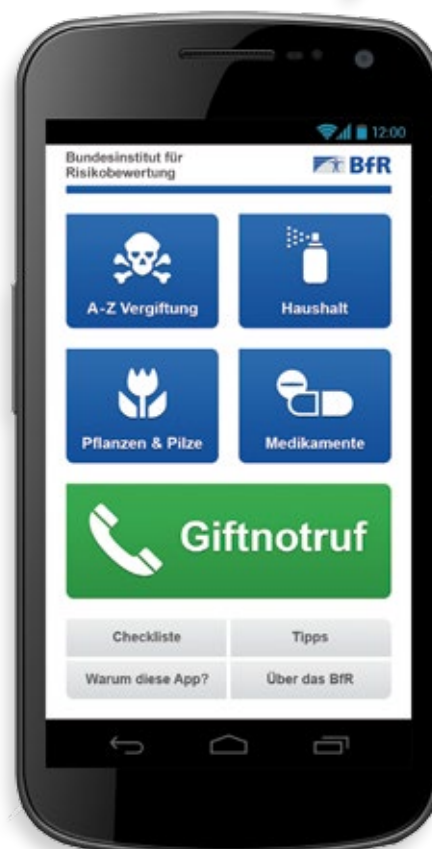 12:00
Bundesinstitut für
Risikobewertung
BfR
A-Z Vergiftung
Haushalt
Pflanzen & Pilze
Medikamente
Giftnotruf
Checkliste
Tipps
Warum diese App?
Über das BfR